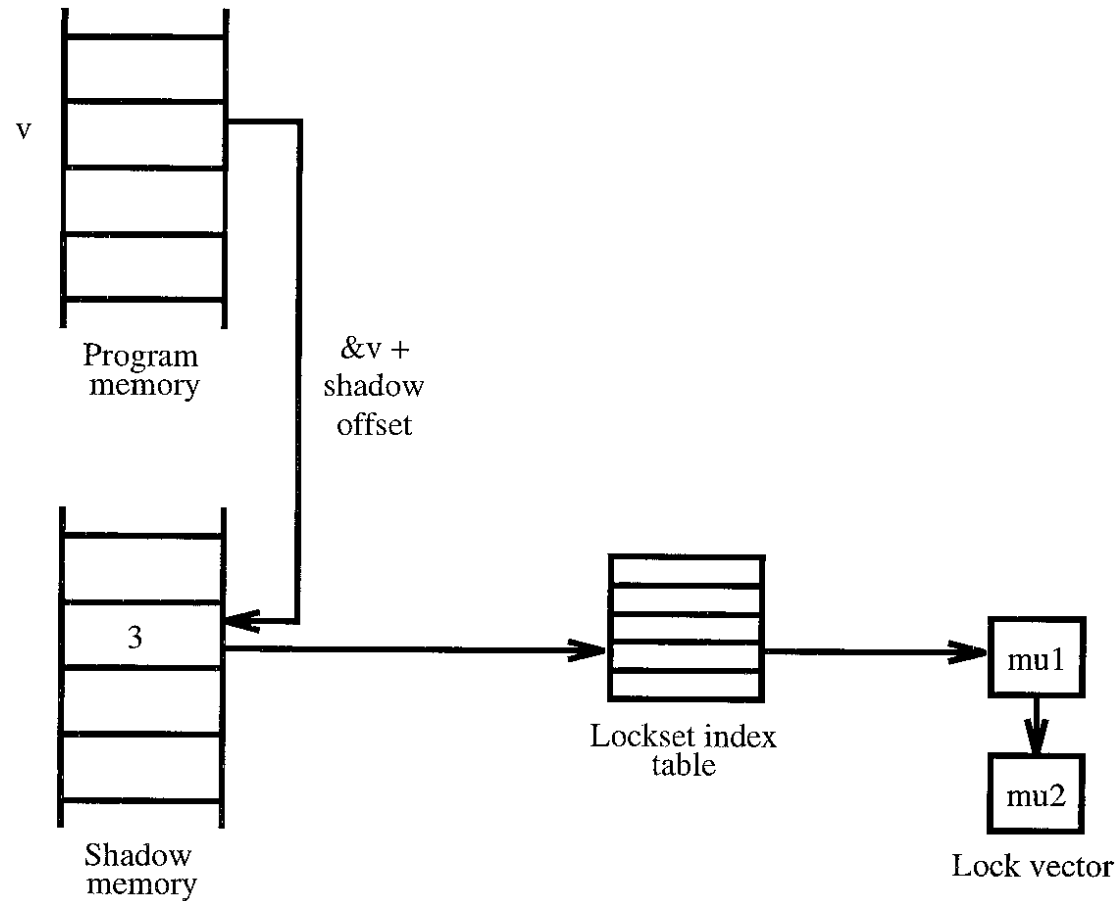 v
Program
memory
&v +
shadow
offset
3
Shadow
memory
Lockset index
table
mu1
mu2
Lock vector